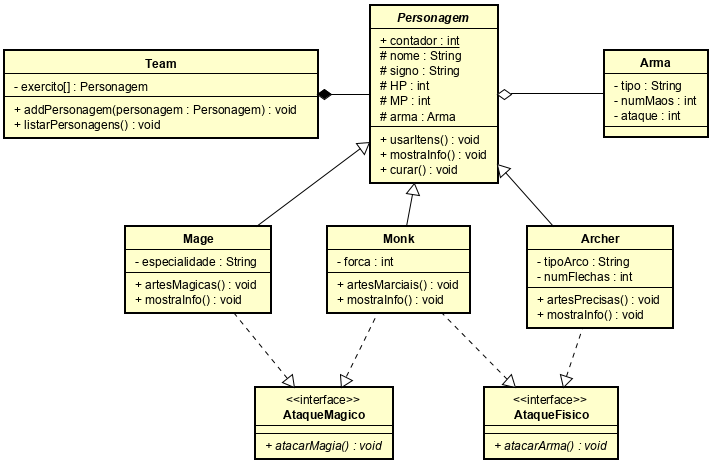 Personagem
+ contador : int
# nome : String
# signo : String
# HP : int
# MP : int
# arma : Arma
+ usarItens() : void
+ mostraInfo() : void
+ curar() : void
Team
- exercito[] : Personagem
+ addPersonagem(personagem : Personagem) : void
+ listarPersonagens() : void
Arma
- tipo : String
- numMaos : int
- ataque : int
Mage
- especialidade : String
+ artesMagicas() : void
+ mostraInfo() : void
Monk
- forca : int
+ artesMarciais() : void
+ mostraInfo() : void
Archer
- tipoArco : String
- numFlechas : int
+ artesPrecisas() : void
+ mostraInfo() : void
<<interface>>
AtaqueMagico
+ atacarMagia() : void
<<interface>>
AtaqueFisico
+ atacarArma() : void